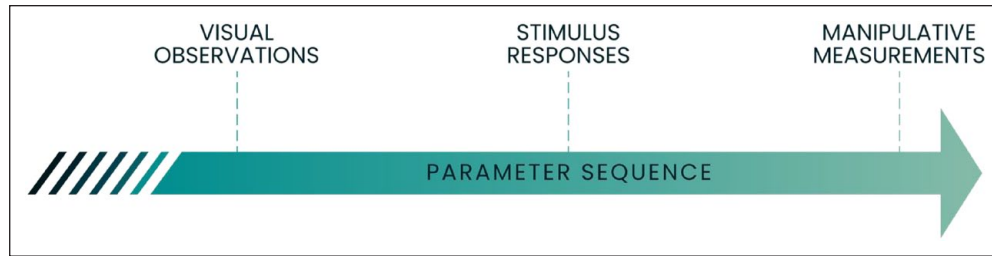 VISUAL
OBSERVATIONS
STIMULUS
RESPONSES
MANIPULATIVE
MEASUREMENTS
PARAMETER SEQUENCE